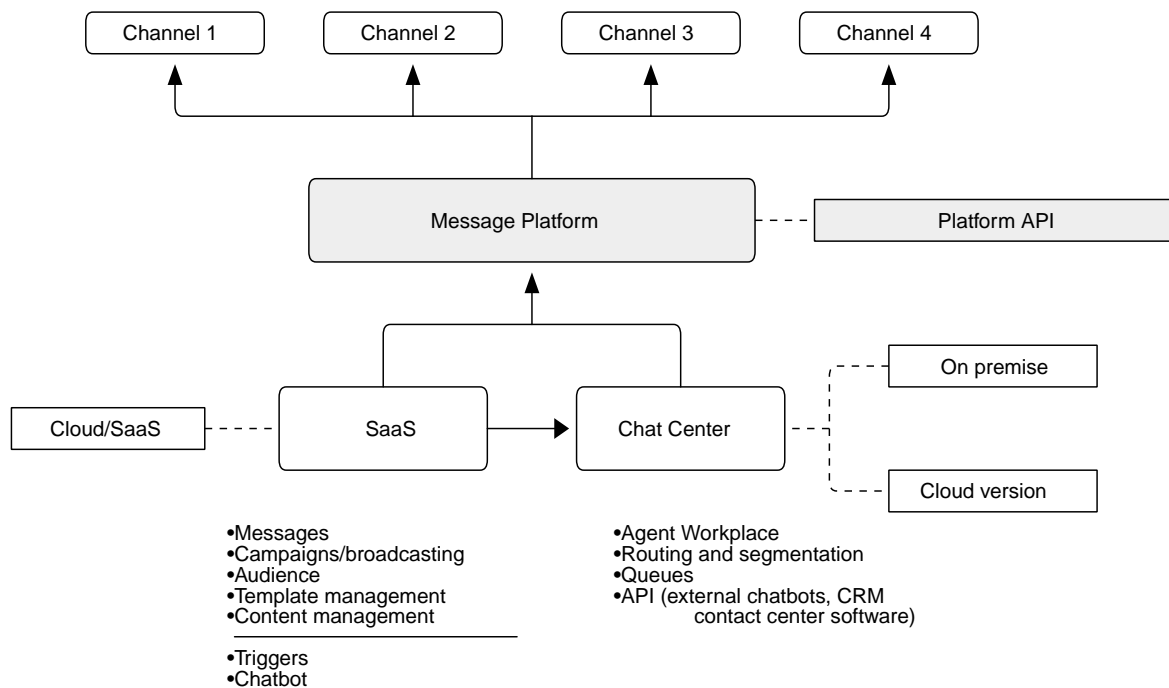 Channel 1
Channel 2
Channel 3
Channel 4
Message Platform
Platform API
On premise
Cloud/SaaS
SaaS
Chat Center
Cloud version
•Messages
•Campaigns/broadcasting
•Audience
•Template management
•Content management
•Triggers
•Chatbot
•Agent Workplace
•Routing and segmentation
•Queues
•API (external chatbots, CRM
contact center software)